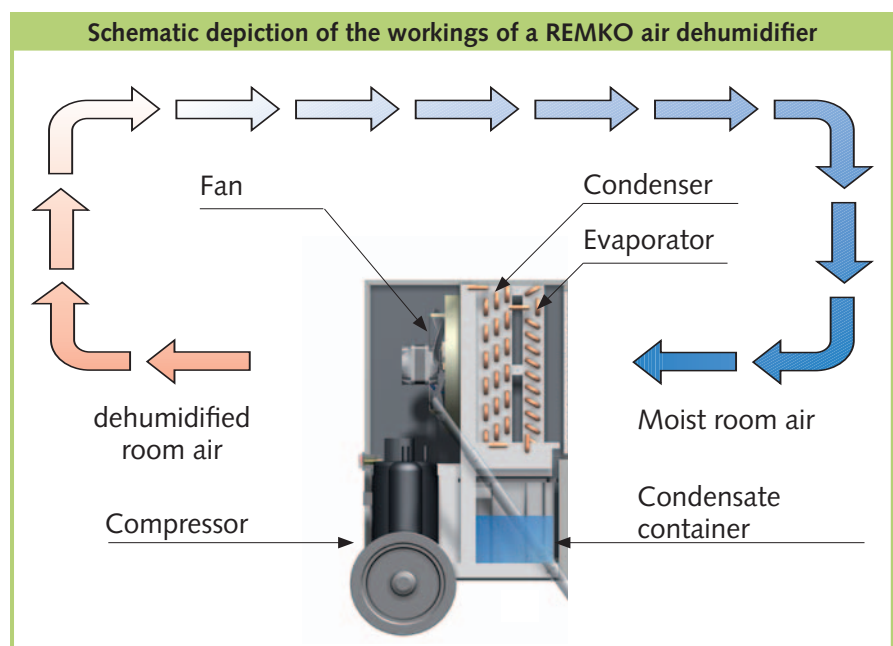 Schematic depiction of the workings of a REMKO air dehumidifier
Fan
Condenser
Evaporator
dehumidified
room air
Moist room air
Compressor
Condensate
container